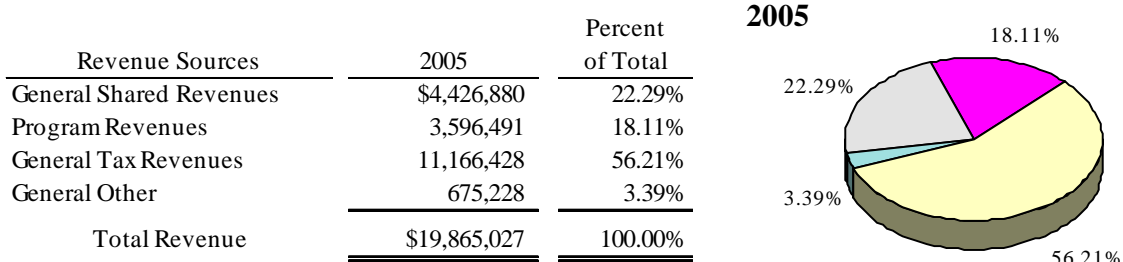 Percent
Revenue Sources 2005 of Total
General Shared Revenues $4,426,880 22.29%
Program Revenues 3,596,491 18.11%
General Tax Revenues 11,166,428 56.21%
General Other 675,228 3.39%
Total Revenue $19,865,027 100.00%
2005
18.11%
22.29%
3.39%
56.21%